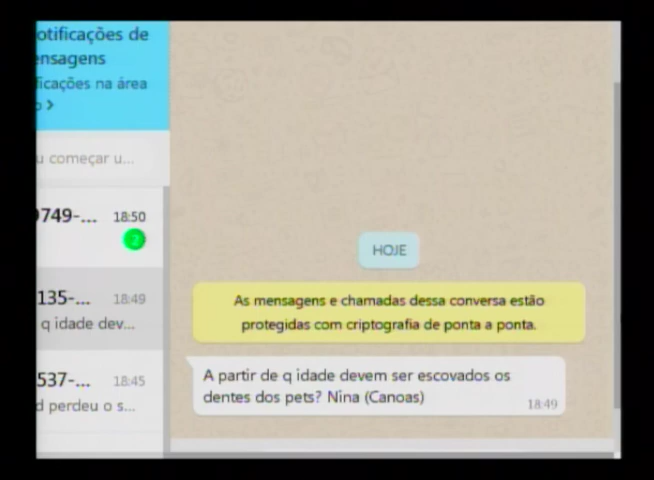 otificações de
ensagens
ficações na área
>
u começar u...
9749-... 18:50
135-... 18:49
q idade dev...
537-... 18:45
d perdeu o s...
HOJE
As mensagens e chamadas dessa conversa estão
protegidas com criptografia de ponta a ponta.
A partir de q idade devem ser escovados os
dentes dos pets? Nina (Canoas)
18:49